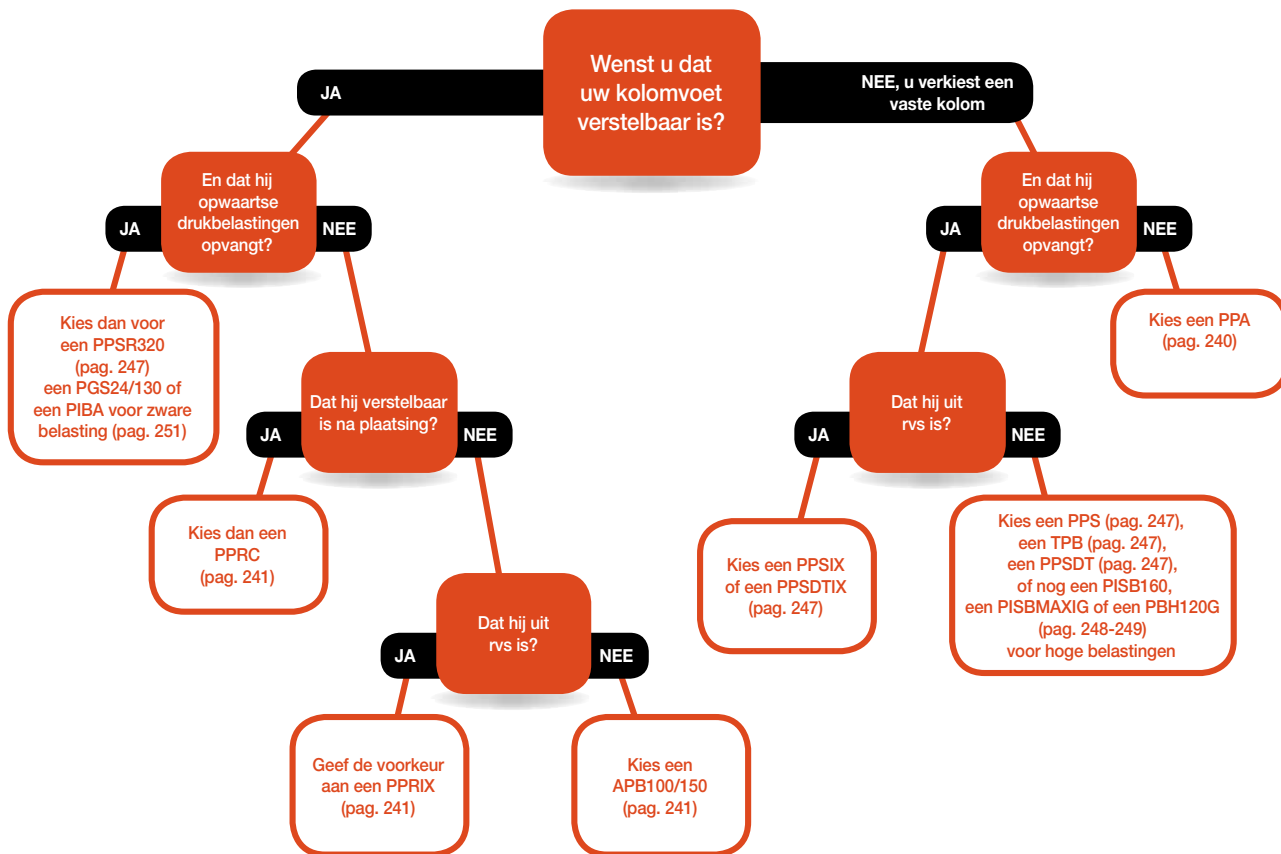 Wenst u dat
uw kolomvoet
verstelbaar is?
JA
NEE, u verkiest een
vaste kolom
En dat hij
opwaartse
drukbelastingen
opvangt?
JA
NEE
En dat hij
opwaartse
drukbelastingen
opvangt?
JA
NEE
Kies dan voor
een PPSR320
(pag. 247)
een PGS24/130 of
een PIBA voor zware
belasting (pag. 251)
Kies een PPA
(pag. 240)
Dat hij verstelbaar
is na plaatsing?
JA
NEE
Dat hij uit
rvs is?
JA
NEE
Kies dan een
PPRC
(pag. 241)
Kies een PPSIX
of een PPSDTIX
(pag. 247)
Kies een PPS (pag. 247),
een TPB (pag. 247),
een PPSDT (pag. 247),
of nog een PISB160,
een PISBMAXIG of een PBH120G
(pag. 248-249)
voor hoge belastingen
Dat hij uit
rvs is?
JA
NEE
Geef de voorkeur
aan een PPRIX
(pag. 241)
Kies een
APB100/150
(pag. 241)